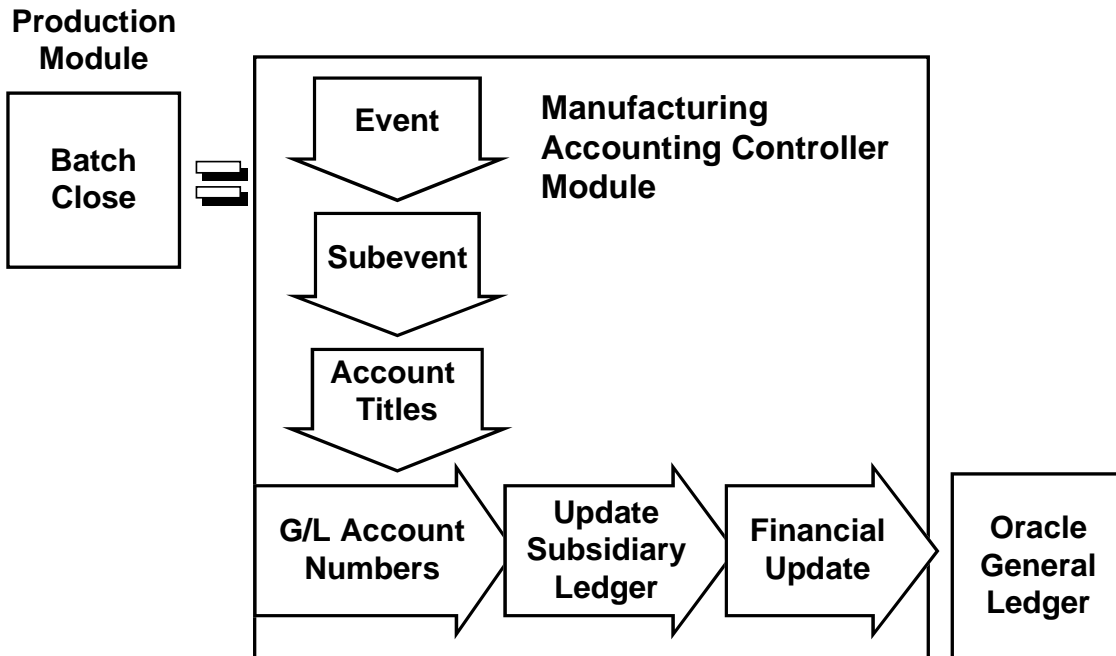 Production
Module
Batch
Close
Event
Manufacturing
Accounting Controller
Module
Subevent
Account
Titles
G/L Account
Numbers
Update
Subsidiary
Ledger
Financial
Update
Oracle
General
Ledger